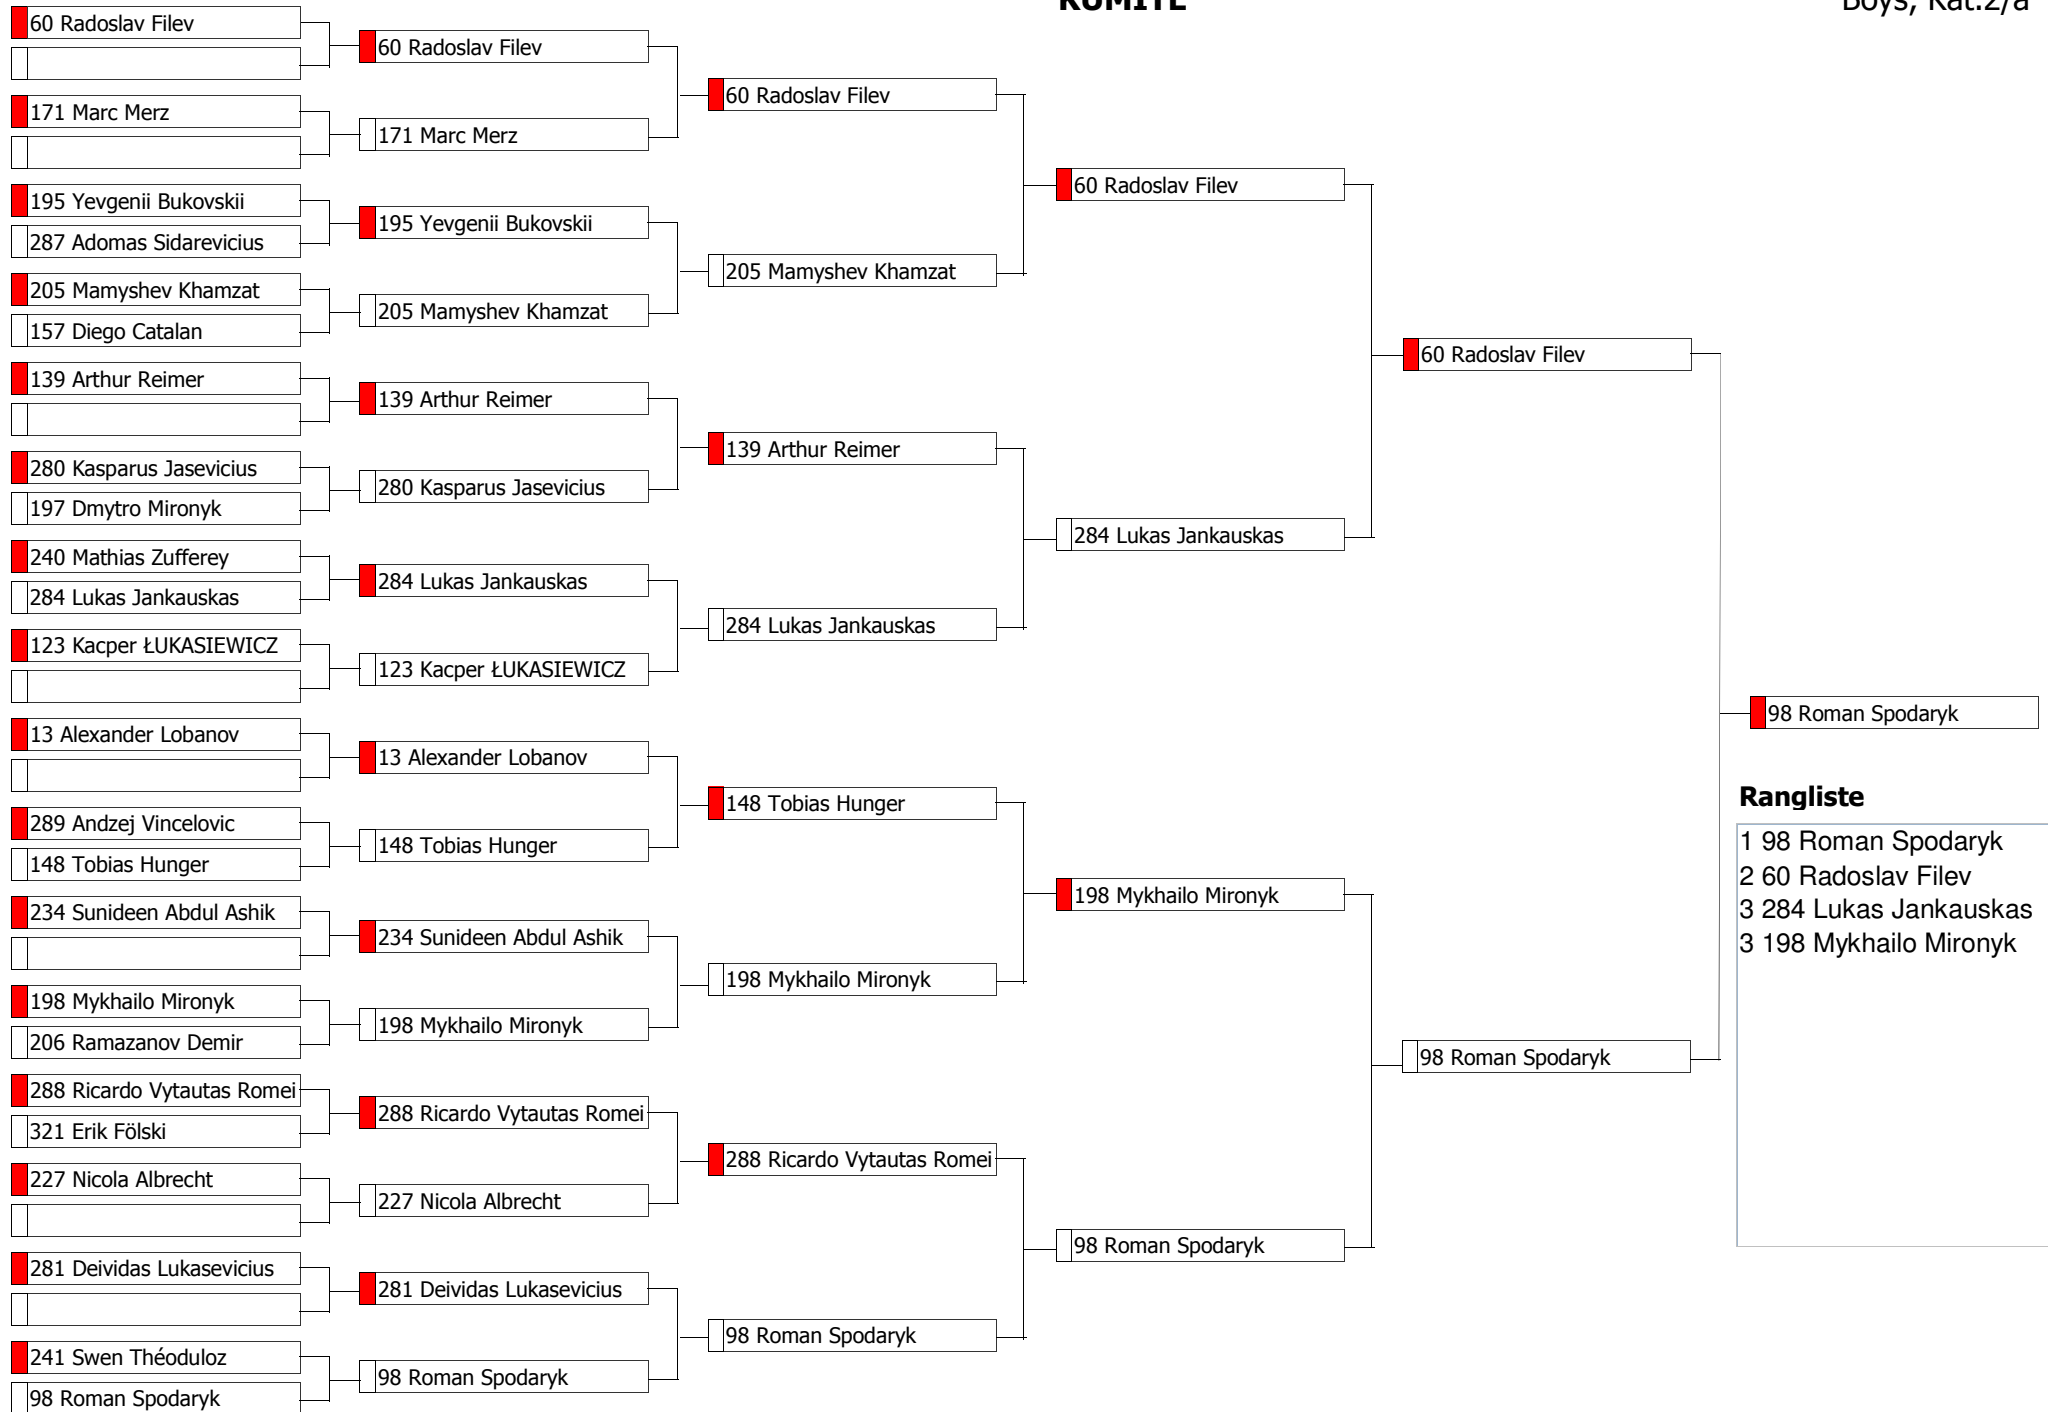 KUMITE
Boys, Kat.2/a
60 Radoslav Filev
171 Marc Merz
195 Yevgenii Bukovskii
287 Adomas Sidarevicius
205 Mamyshev Khamzat
157 Diego Catalan
139 Arthur Reimer
280 Kasparus Jasevicius
197 Dmytro Mironyk
240 Mathias Zufferey
284 Lukas Jankauskas
123 Kacper ŁUKASIEWICZ
13 Alexander Lobanov
289 Andzej Vincelovic
148 Tobias Hunger
234 Sunideen Abdul Ashik
198 Mykhailo Mironyk
206 Ramazanov Demir
288 Ricardo Vytautas Romei
321 Erik Fölski
227 Nicola Albrecht
281 Deividas Lukasevicius
241 Swen Théoduloz
98 Roman Spodaryk
60 Radoslav Filev
171 Marc Merz
195 Yevgenii Bukovskii
205 Mamyshev Khamzat
139 Arthur Reimer
280 Kasparus Jasevicius
284 Lukas Jankauskas
123 Kacper ŁUKASIEWICZ
13 Alexander Lobanov
148 Tobias Hunger
234 Sunideen Abdul Ashik
198 Mykhailo Mironyk
288 Ricardo Vytautas Romei
227 Nicola Albrecht
281 Deividas Lukasevicius
98 Roman Spodaryk
60 Radoslav Filev
205 Mamyshev Khamzat
139 Arthur Reimer
284 Lukas Jankauskas
148 Tobias Hunger
198 Mykhailo Mironyk
288 Ricardo Vytautas Romei
98 Roman Spodaryk
60 Radoslav Filev
284 Lukas Jankauskas
198 Mykhailo Mironyk
98 Roman Spodaryk
60 Radoslav Filev
98 Roman Spodaryk
98 Roman Spodaryk
Rangliste
1 98 Roman Spodaryk
2 60 Radoslav Filev
3 284 Lukas Jankauskas
3 198 Mykhailo Mironyk